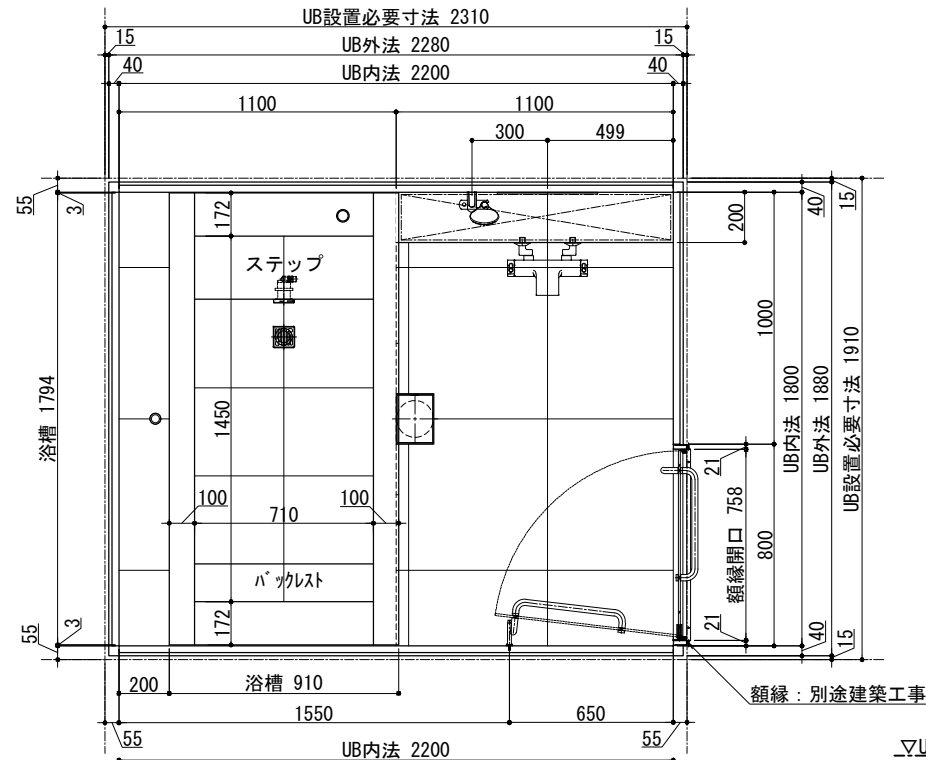 UB設置必要寸法 2310
15
UB外法 2280
15
40
UB内法 2200
40
1100
1100
300
499
55
3
172
ステップ
200
40
15
浴槽 1794
1450
1000
UB内法 1800
UB外法 1880
UB設置必要寸法 1910
100
710
100
21
額縁開口 758
800
バックレスト
172
3
55
21
40
15
200
浴槽 910
額縁：別途建築工事
1550
650
55
UB内法 2200
55
▽U